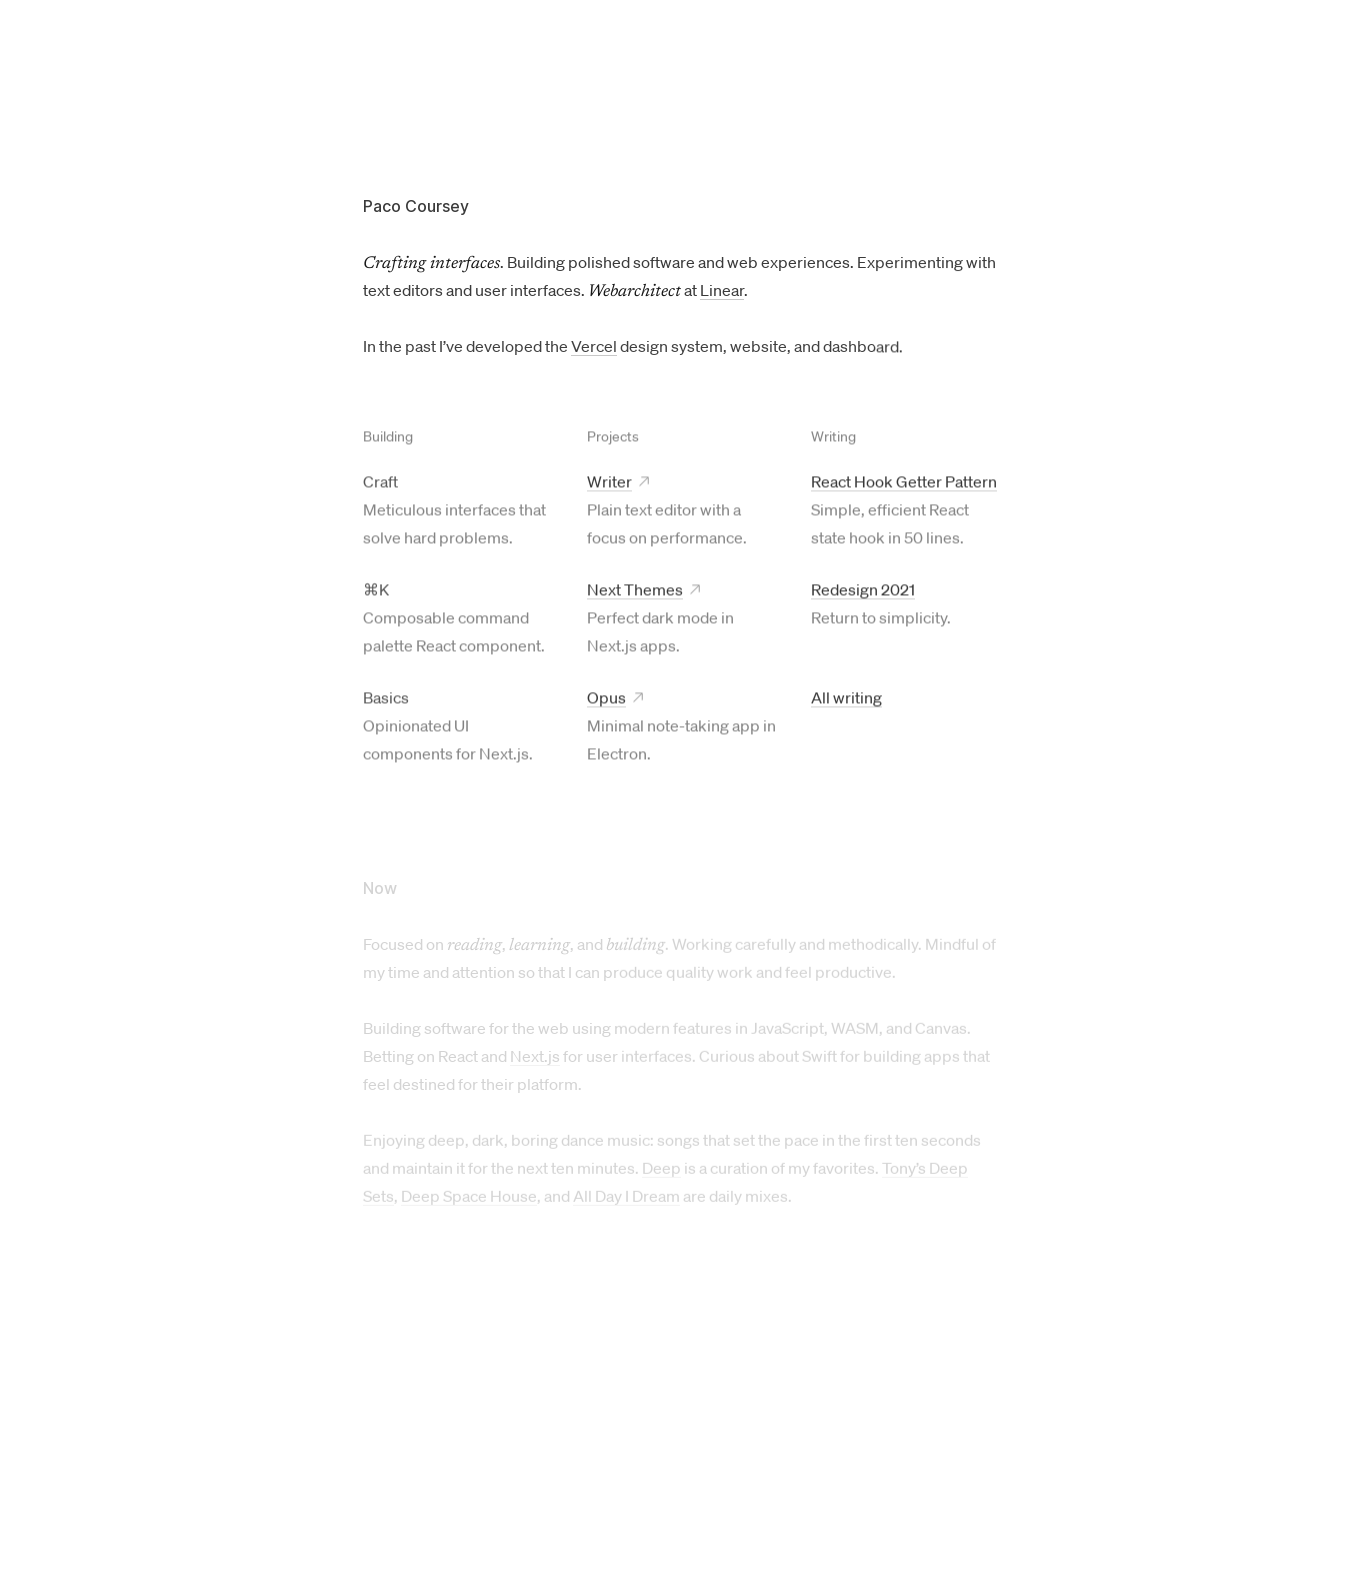 Paco Coursey
Crafting interfaces. Building polished software and web experiences. Experimenting with
text editors and user interfaces. Webarchitect at Linear.
In the past I’ve developed the Vercel design system, website, and dashboard.
Building
Craft
Meticulous interfaces that
solve hard problems.
⌘K
Composable command
palette React component.
Basics
Opinionated UI
components for Next.js.
Projects
Writer ↗
Plain text editor with a
focus on performance.
Next Themes ↗
Perfect dark mode in
Next.js apps.
Opus ↗
Minimal note-taking app in
Electron.
Writing
React Hook Getter Pattern
Simple, efficient React
state hook in 50 lines.
Redesign 2021
Return to simplicity.
All writing
Now
Focused on reading, learning, and building. Working carefully and methodically. Mindful of
my time and attention so that I can produce quality work and feel productive.
Building software for the web using modern features in JavaScript, WASM, and Canvas.
Betting on React and Next.js for user interfaces. Curious about Swift for building apps that
feel destined for their platform.
Enjoying deep, dark, boring dance music: songs that set the pace in the first ten seconds
and maintain it for the next ten minutes. Deep is a curation of my favorites. Tony’s Deep
Sets, Deep Space House, and All Day I Dream are daily mixes.